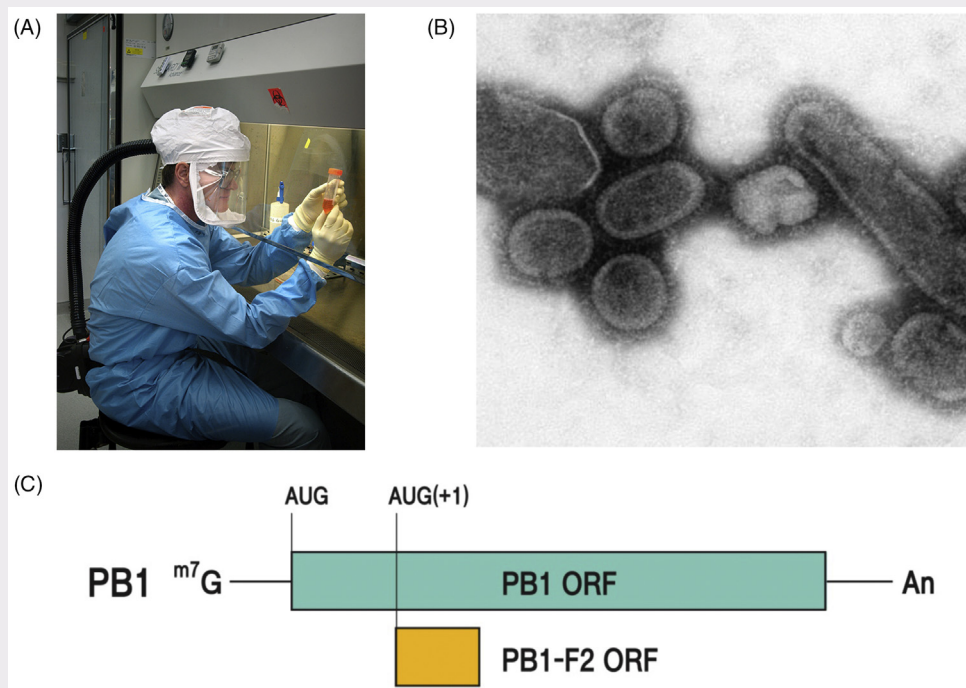 (A)
(B)
(C)
AUG AUG(+1)
PB1 m7G PB1 ORF An
PB1-F2 ORF